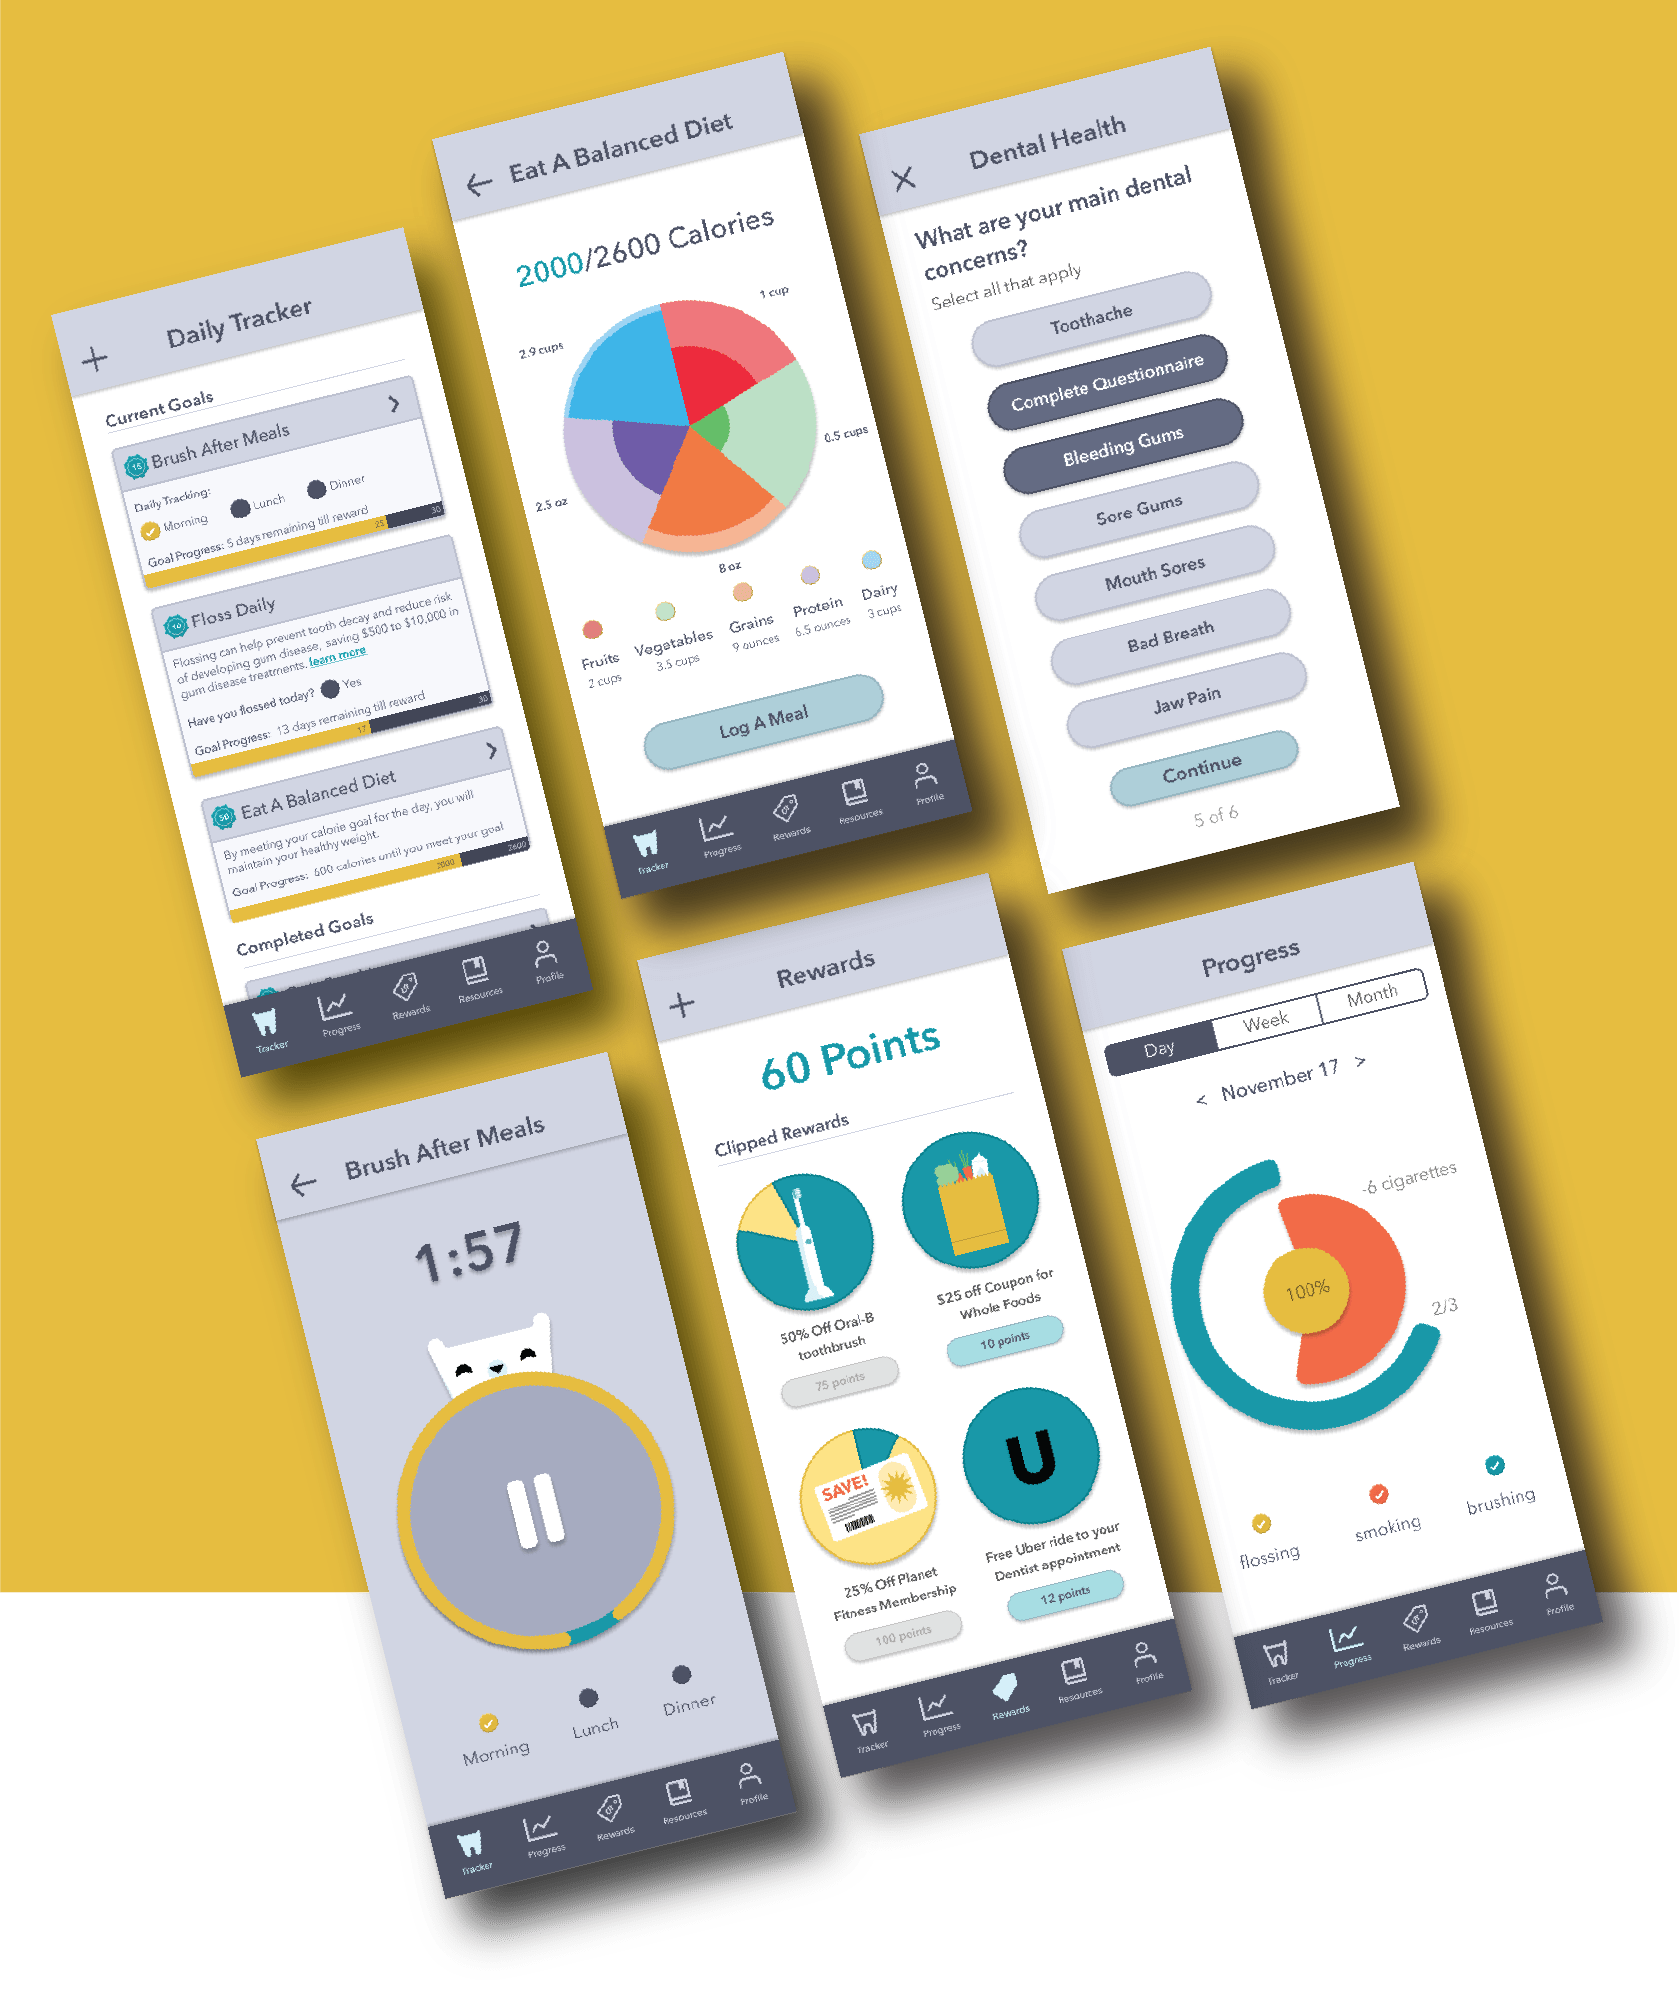 Daily Tracker
Current Goals
15
Brush After Meals
Daily Tracking:
Morning
Lunch
Dinner
Goal Progress: 5 days remaining till reward
25
30
10
Floss Daily
Flossing can help prevent tooth decay and reduce risk
of developing gum disease, saving $500 to $10,000 in
gum disease treatments. learn more
Have you flossed today?
Yes
Goal Progress: 13 days remaining till reward
17
30
50
Eat A Balanced Diet
By meeting your calorie goal for the day, you will
maintain your healthy weight.
Goal Progress: 600 calories until you meet your goal
2000
2600
Completed Goals
Tracker
Progress
Rewards
Resources
Profile
Eat A Balanced Diet
2000/2600 Calories
1 cup
2.9 cups
0.5 cups
2.5 oz
8 oz
Fruits
2 cups
Vegetables
3.5 cups
Grains
9 ounces
Protein
6.5 ounces
Dairy
3 cups
Log A Meal
Tracker
Progress
Rewards
Resources
Profile
Dental Health
What are your main dental
concerns?
Select all that apply
Toothache
Complete Questionnaire
Bleeding Gums
Sore Gums
Mouth Sores
Bad Breath
Jaw Pain
Continue
5 of 6
Brush After Meals
1:57
Morning
Lunch
Dinner
Tracker
Progress
Rewards
Resources
Profile
Rewards
60 Points
Clipped Rewards
50% Off Oral-B
toothbrush
75 points
$25 off Coupon for
Whole Foods
10 points
SAVE!
25% Off Planet
Fitness Membership
100 points
U
Free Uber ride to your
Dentist appointment
12 points
Tracker
Progress
Rewards
Resources
Profile
Progress
Day
Week
Month
< November 17 >
-6 cigarettes
100%
2/3
flossing
smoking
brushing
Tracker
Progress
Rewards
Resources
Profile